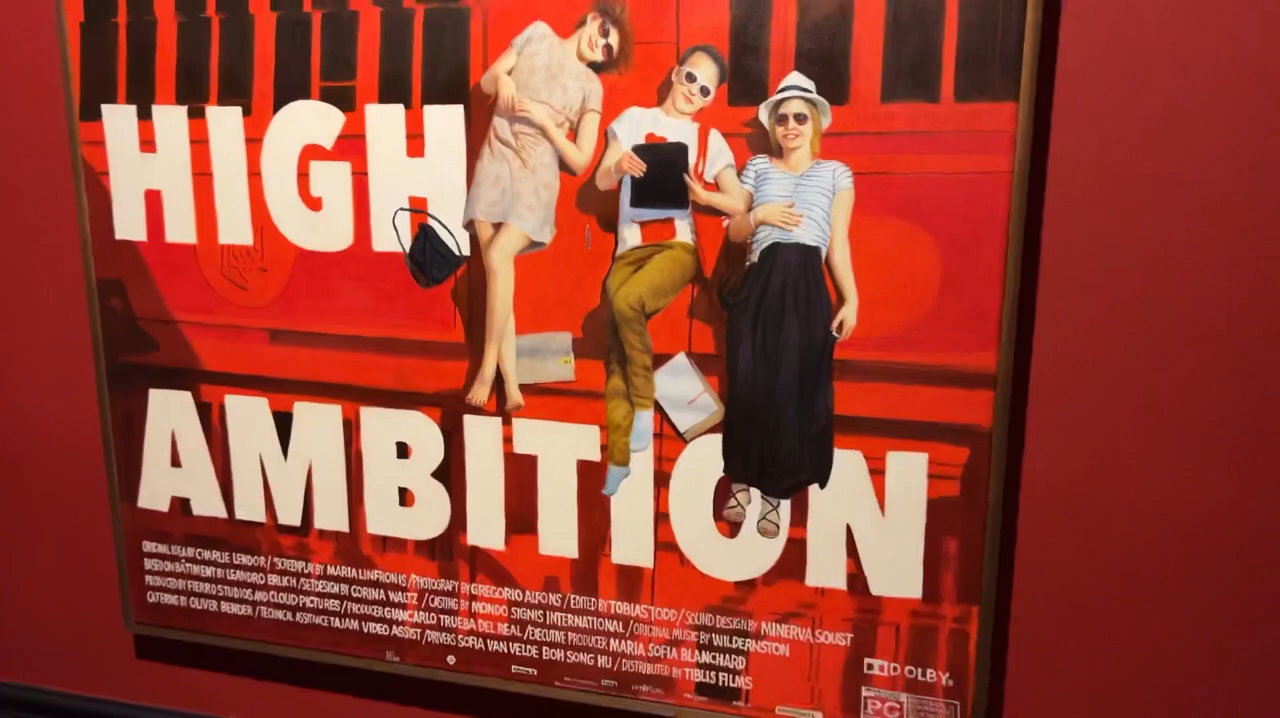 HIGH
AMBITION
ORIGINAL IDEA BY CHARLIE LENDOR / SCREENPLAY BY MARIA LINFRONIS / PHOTOGRAPY BY GREGORIO ALFONS / EDITED BY TOBIAS TODD / SOUND DESIGN BY MINERVA SOUST
BASED ON BÂTIMENT BY LEANDRO ERLICH / SETDESIGN BY CORINA WALTZ / CASTING BY MONDO SIGNIS INTERNATIONAL / ORIGINAL MUSIC BY WILDERNSTON
PRODUCED BY FIERRO STUDIOS AND CLOUD PICTURES / PRODUCER GIANCARLO TRUEBA DEL REAL / EXECUTIVE PRODUCER MARIA SOFIA BLANCHARD
CATERING BY OLIVER BENDER / TECHNICAL ASSITANCE TAJAM VIDEO ASSIST / DRIVERS SOFIA VAN VELDE BOH SONG HU / DISTRIBUTED BY TIBLIS FILMS
DOLBY
PG